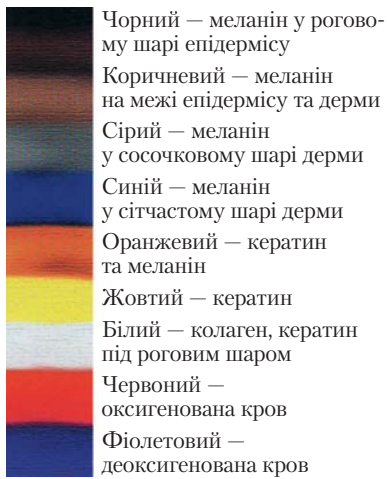 Чорний — меланін у рогово-
му шарі епідермісу
Коричневий — меланін
на межі епідермісу та дерми
Сірий — меланін
у сосочковому шарі дерми
Синій — меланін
у сітчастому шарі дерми
Оранжевий — кератин
та меланін
Жовтий — кератин
Білий — колаген, кератин
під роговим шаром
Червоний —
оксигенована кров
Фіолетовий —
деоксигенована кров